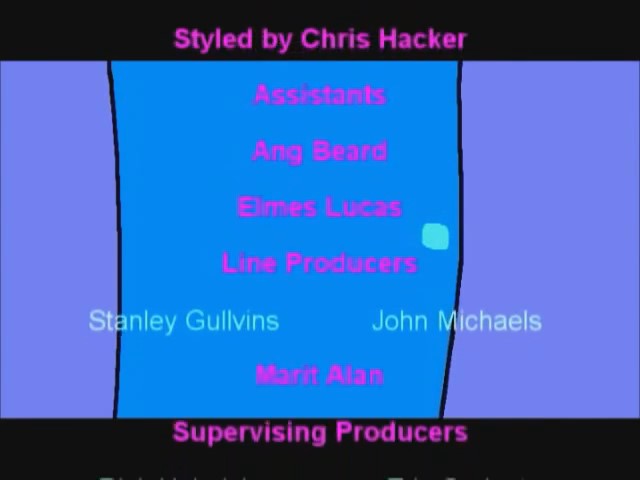 Styled by Chris Hacker
Assistants
Ang Beard
Elmes Lucas
Line Producers
Stanley Gullvins John Michaels
Marit Alan
Supervising Producers